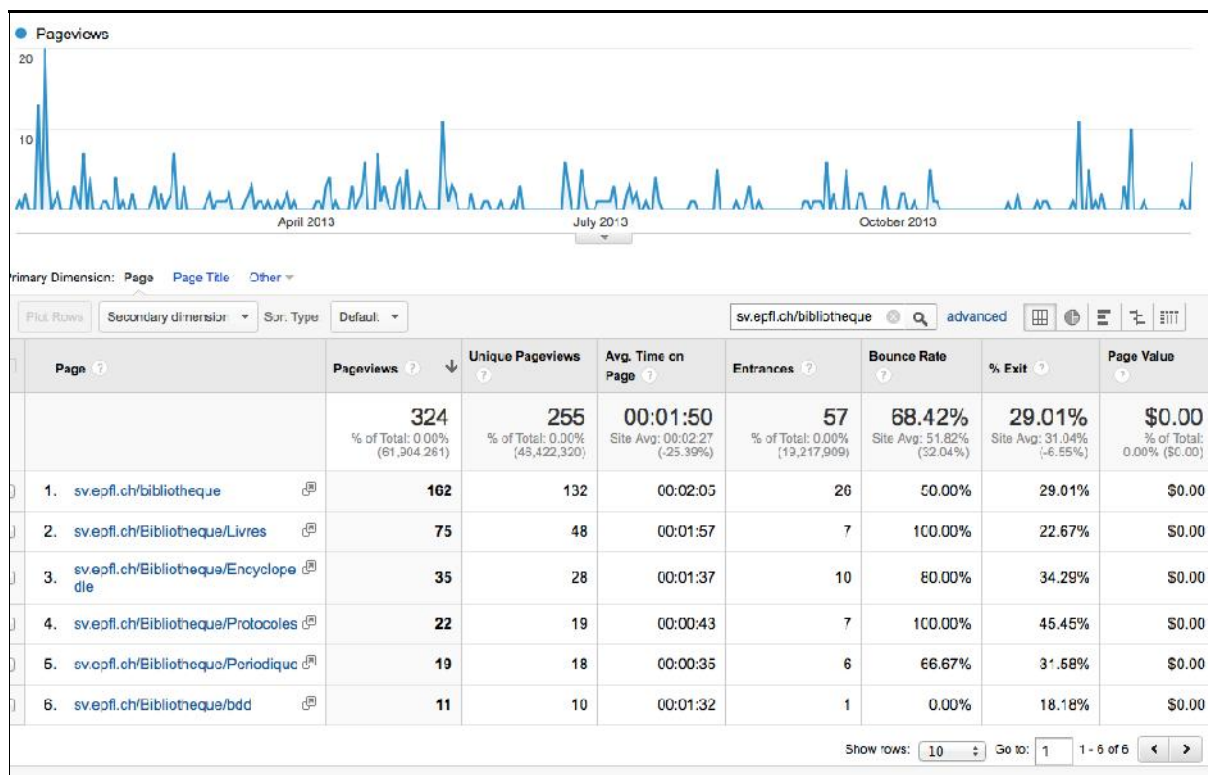 Pageviews
20
10
April 2013 July 2013 October 2013
Primary Dimension: Page Page Title Other
Plot Rows Secondary dimension Sort Type Default sv.epfl.ch/bibliotheque advanced
Page Pageviews Unique Pageviews Avg. Time on Page Entrances Bounce Rate % Exit Page Value
324 255 00:01:50 57 68.42% 29.01% $0.00
% of Total: 0.00% % of Total: 0.00% Site Avg: 00:02:27 % of Total: 0.00% Site Avg: 51.82% Site Avg: 31.04% % of Total:
(61,904,261) (46,422,320) (-25.39%) (19,217,909) (32.04%) (-6.55%) 0.00% ($0.00)
1. sv.epfl.ch/bibliotheque 162 132 00:02:05 26 50.00% 29.01% $0.00
2. sv.epfl.ch/Bibliotheque/Livres 75 48 00:01:57 7 100.00% 22.67% $0.00
3. sv.epfl.ch/Bibliotheque/Encyclope
die 35 28 00:01:37 10 80.00% 34.29% $0.00
4. sv.epfl.ch/Bibliotheque/Protocoles 22 19 00:00:43 7 100.00% 45.45% $0.00
5. sv.epfl.ch/Bibliotheque/Periodique 19 18 00:00:35 6 66.67% 31.58% $0.00
6. sv.epfl.ch/Bibliotheque/bdd 11 10 00:01:32 1 0.00% 18.18% $0.00
Show rows: 10 Go to: 1 1 - 6 of 6